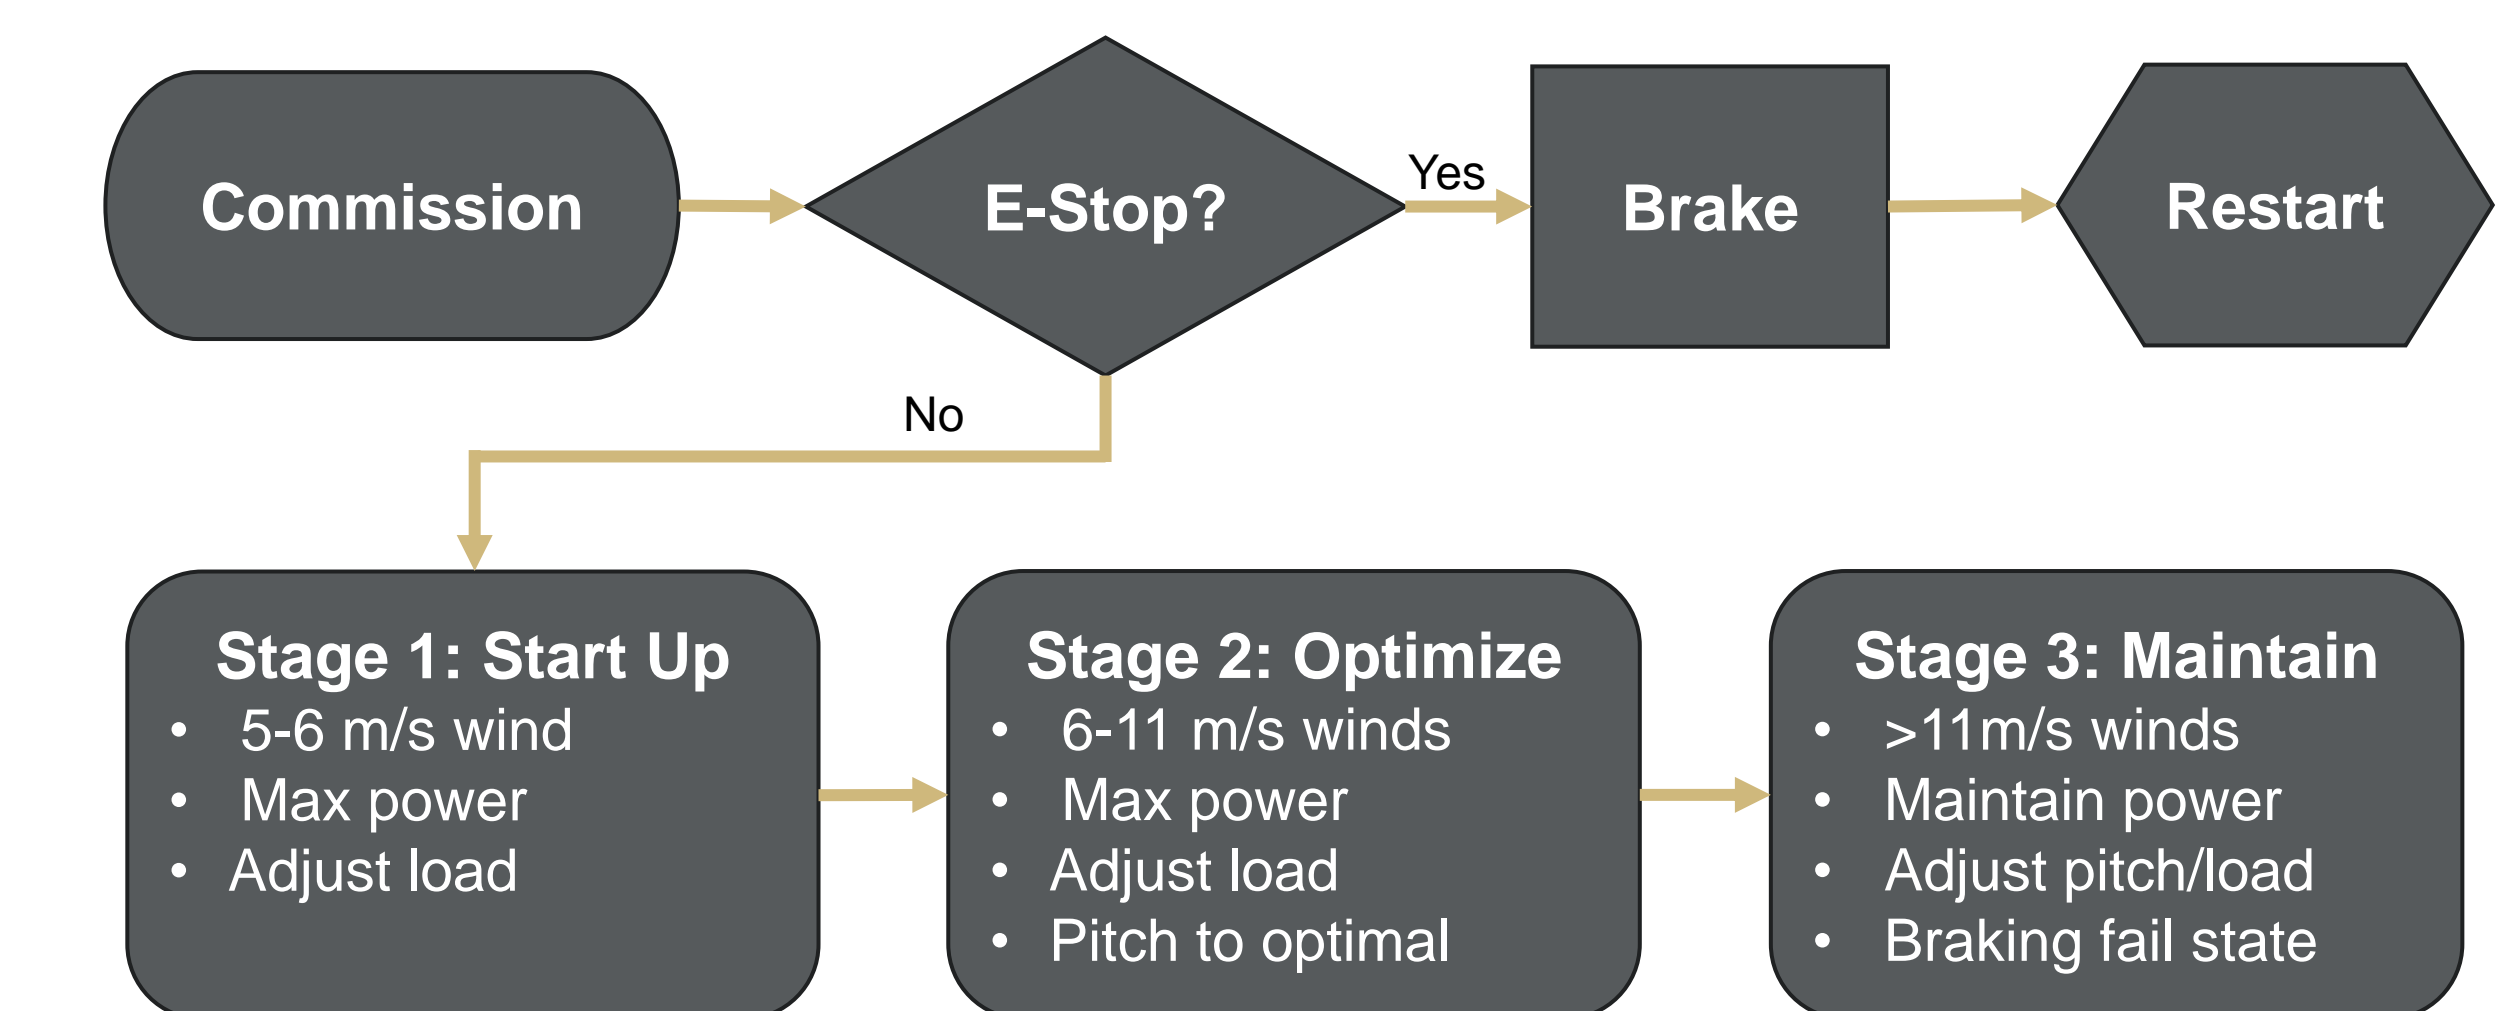 Commission
E-Stop?
Yes
Brake
Restart
No
Stage 1: Start Up
• 5-6 m/s wind
• Max power
• Adjust load
Stage 2: Optimize
• 6-11 m/s winds
• Max power
• Adjust load
• Pitch to optimal
Stage 3: Maintain
• >11m/s winds
• Maintain power
• Adjust pitch/load
• Braking fail state